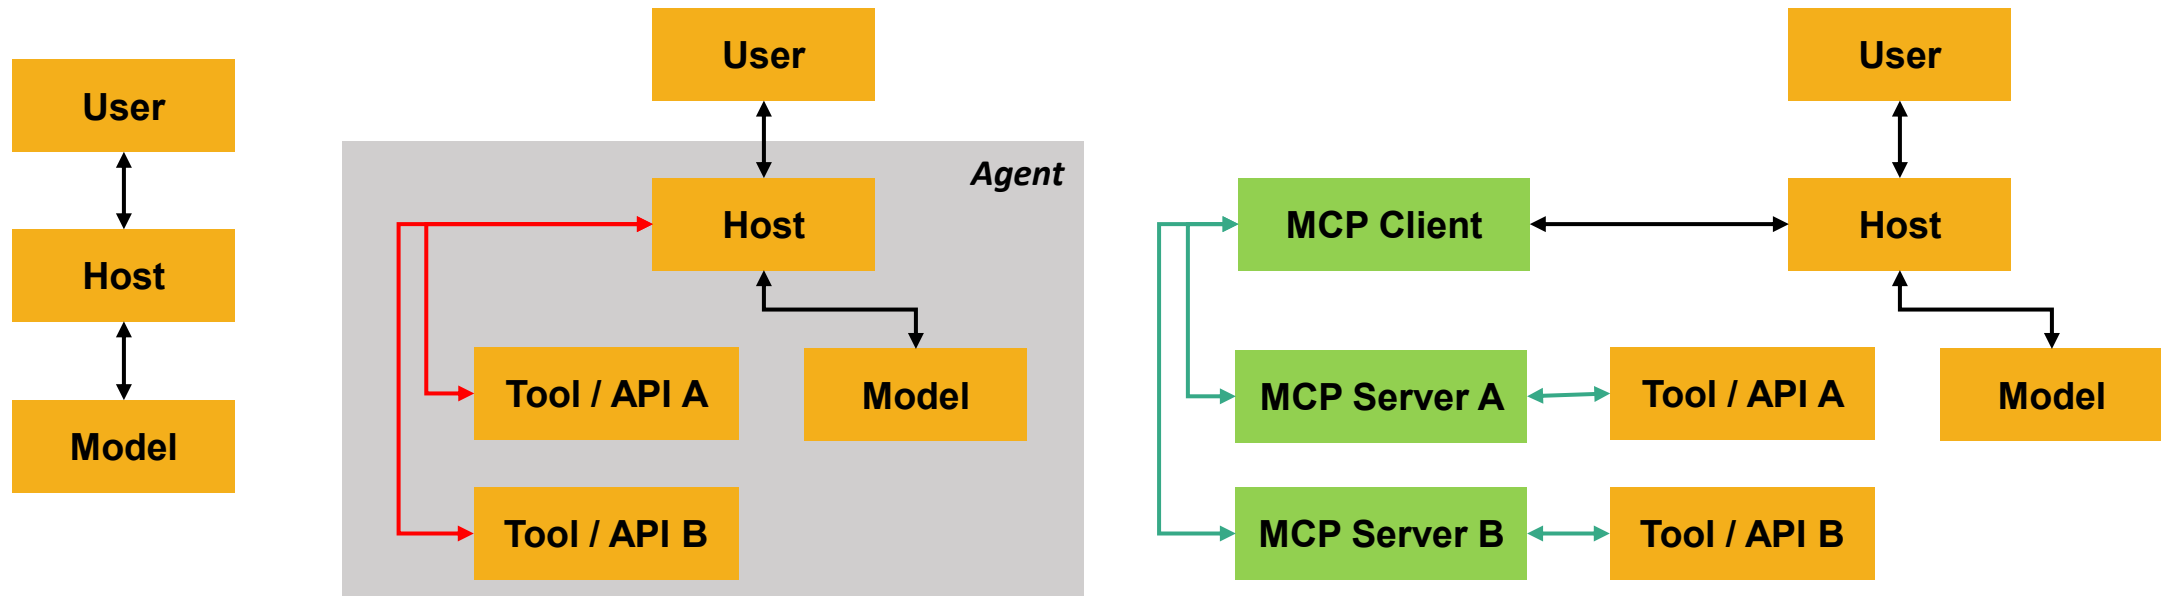 User
Host
Model
User
Agent
Host
Tool / API A
Model
Tool / API B
User
MCP Client
Host
MCP Server A
Tool / API A
Model
MCP Server B
Tool / API B